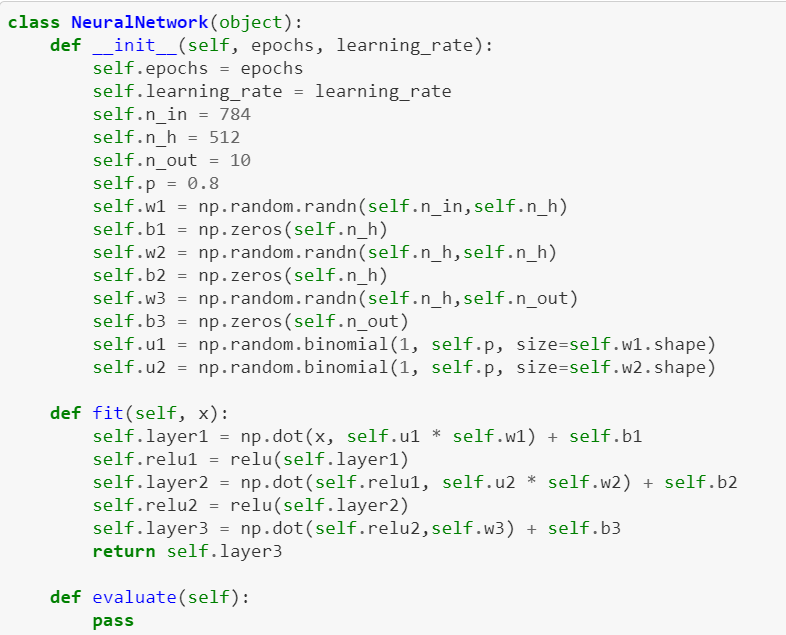 class NeuralNetwork(object):
    def __init__(self, epochs, learning_rate):
        self.epochs = epochs
        self.learning_rate = learning_rate
        self.n_in = 784
        self.n_h = 512
        self.n_out = 10
        self.p = 0.8
        self.w1 = np.random.randn(self.n_in,self.n_h)
        self.b1 = np.zeros(self.n_h)
        self.w2 = np.random.randn(self.n_h,self.n_h)
        self.b2 = np.zeros(self.n_h)
        self.w3 = np.random.randn(self.n_h,self.n_out)
        self.b3 = np.zeros(self.n_out)
        self.u1 = np.random.binomial(1, self.p, size=self.w1.shape)
        self.u2 = np.random.binomial(1, self.p, size=self.w2.shape)

    def fit(self, x):
        self.layer1 = np.dot(x, self.u1 * self.w1) + self.b1
        self.relu1 = relu(self.layer1)
        self.layer2 = np.dot(self.relu1, self.u2 * self.w2) + self.b2
        self.relu2 = relu(self.layer2)
        self.layer3 = np.dot(self.relu2,self.w3) + self.b3
        return self.layer3

    def evaluate(self):
        pass